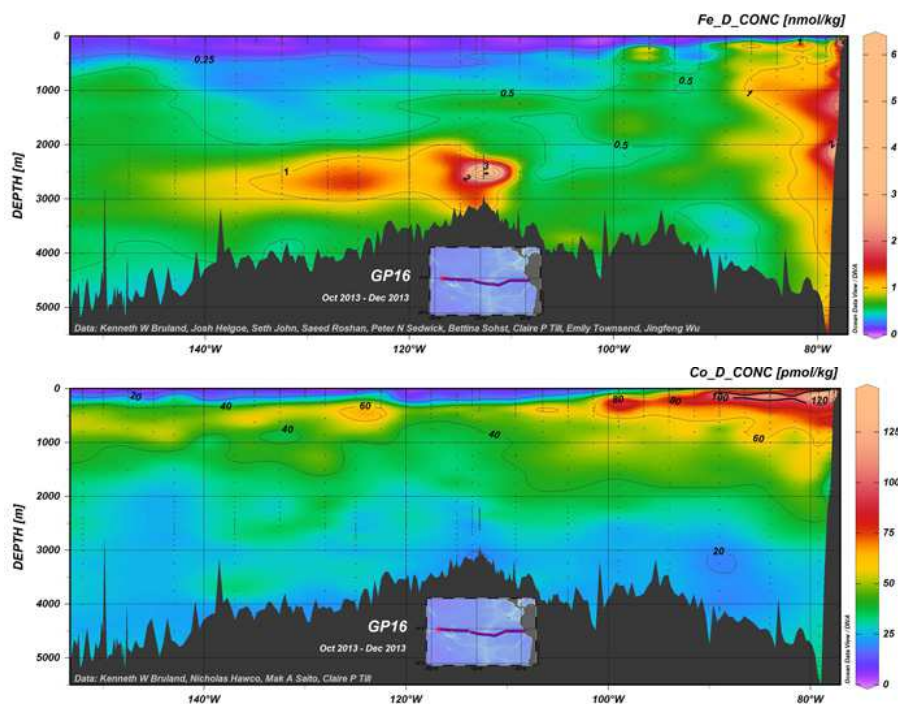 Fe_D_CONC [nmol/kg]
0
1000
2000
3000
4000
5000
DEPTH [m]
0.25
0.5
0.5
0.5
1
1
2
2
3
GP16
Oct 2013 - Dec 2013
Data: Kenneth W Bruland, Josh Helgoe, Seth John, Saeed Roshan, Peter N Sedwick, Bettina Sohst, Claire P Till, Emily Townsend, Jingfeng Wu
140°W
120°W
100°W
80°W
Ocean Data View / DIVA
6
5
4
3
2
1
0
Co_D_CONC [pmol/kg]
0
1000
2000
3000
4000
5000
DEPTH [m]
20
40
60
40
40
80
80
100
120
60
20
GP16
Oct 2013 - Dec 2013
Data: Kenneth W Bruland, Nicholas Hawco, Mak A Saito, Claire P Till
140°W
120°W
100°W
80°W
Ocean Data View / DIVA
125
100
75
50
25
0